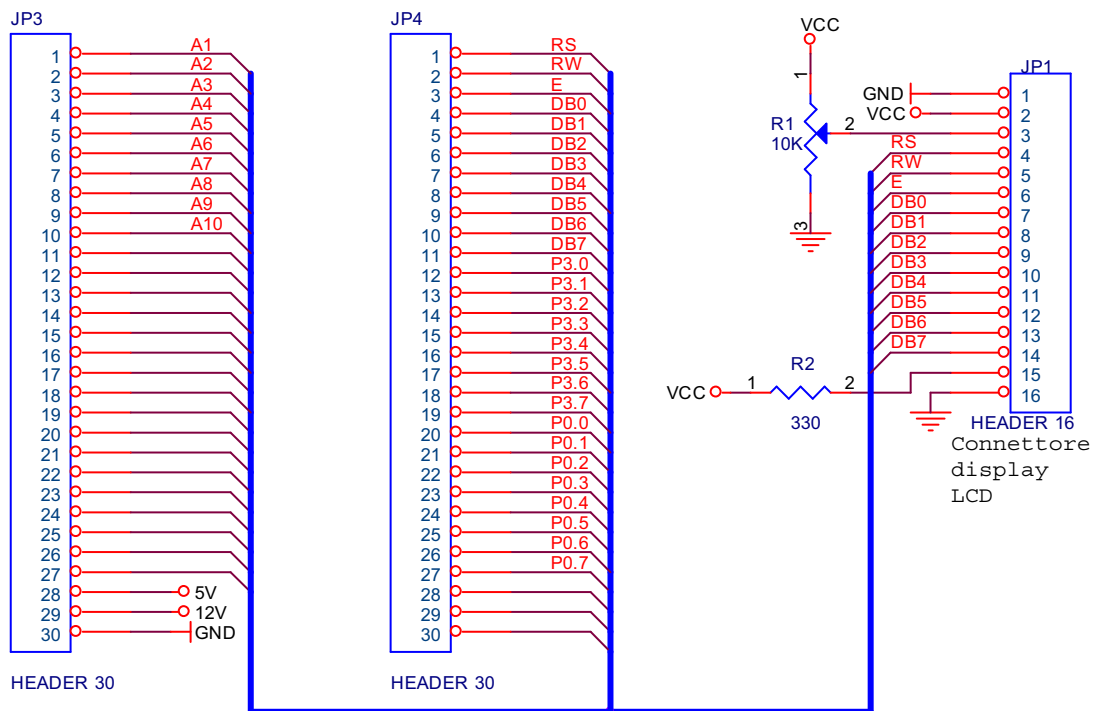 JP3
1 A1
2 A2
3 A3
4 A4
5 A5
6 A6
7 A7
8 A8
9 A9
10 A10
11
12
13
14
15
16
17
18
19
20
21
22
23
24
25
26
27
28 5V
29 12V
30 GND
HEADER 30
JP4
1 RS
2 RW
3 E
4 DB0
5 DB1
6 DB2
7 DB3
8 DB4
9 DB5
10 DB6
11 DB7
12 P3.0
13 P3.1
14 P3.2
15 P3.3
16 P3.4
17 P3.5
18 P3.6
19 P3.7
20 P0.0
21 P0.1
22 P0.2
23 P0.3
24 P0.4
25 P0.5
26 P0.6
27 P0.7
28
29
30
HEADER 30
VCC
1
R1
10K
2
3
VCC 1 R2 2
330
JP1
GND 1
VCC 2
3
RS 4
RW 5
E 6
DB0 7
DB1 8
DB2 9
DB3 10
DB4 11
DB5 12
DB6 13
DB7 14
15
16
HEADER 16
Connettore
display
LCD